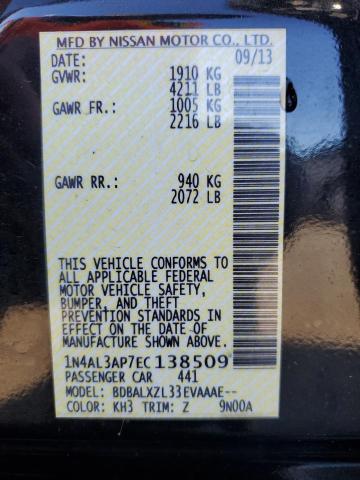 MFD BY NISSAN MOTOR CO., LTD.
DATE: 09/13
GVWR: 1910 KG
4211 LB
GAWR FR.: 1005 KG
2216 LB
GAWR RR.: 940 KG
2072 LB
THIS VEHICLE CONFORMS TO
ALL APPLICABLE FEDERAL
MOTOR VEHICLE SAFETY,
BUMPER, AND THEFT
PREVENTION STANDARDS IN
EFFECT ON THE DATE OF
MANUFACTURE SHOWN ABOVE.
1N4AL3AP7EC138509
PASSENGER CAR 441
MODEL: BDBALXZL33EVAAAE--
COLOR: KH3 TRIM: Z 9N00A